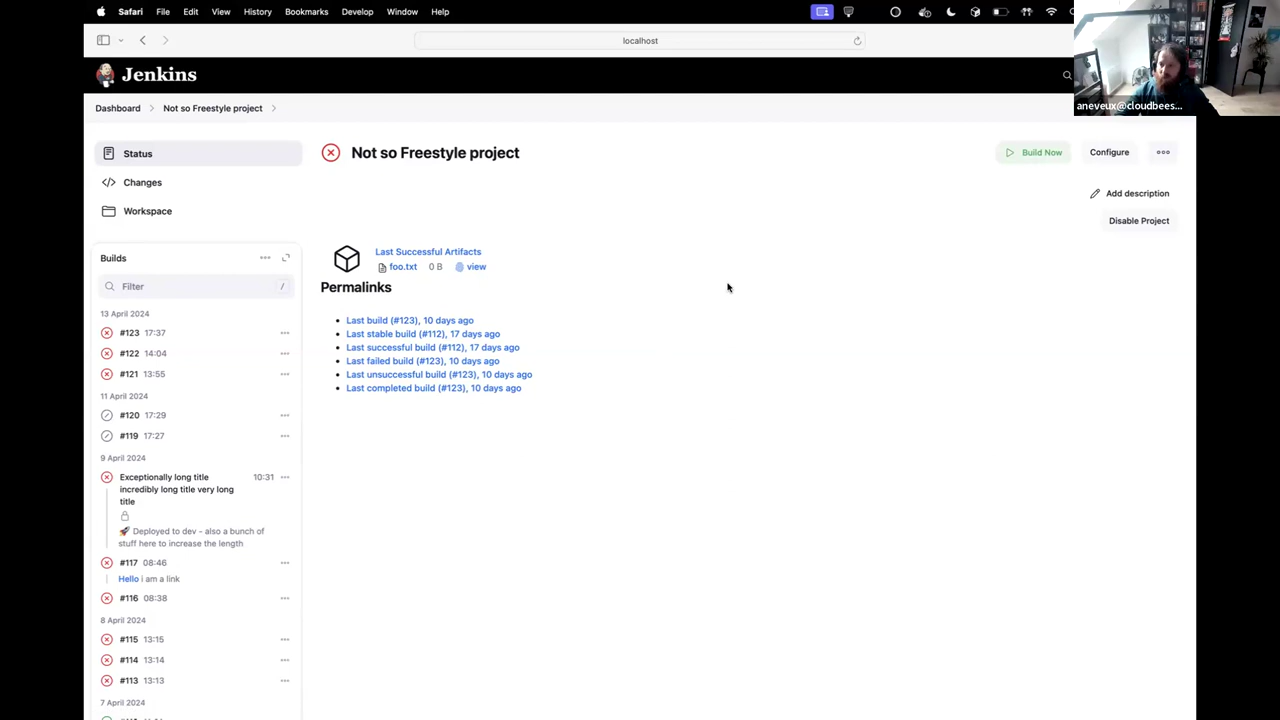 Safari File Edit View History Bookmarks Develop Window Help
localhost
Jenkins
aneveux@cloudbees...
Dashboard Not so Freestyle project
Status
Changes
Workspace
Not so Freestyle project
Build Now Configure
Add description
Disable Project
Last Successful Artifacts
foo.txt 0 B view
Permalinks
Last build (#123), 10 days ago
Last stable build (#112), 17 days ago
Last successful build (#112), 17 days ago
Last failed build (#123), 10 days ago
Last unsuccessful build (#123), 10 days ago
Last completed build (#123), 10 days ago
Builds
Filter /
13 April 2024
#123 17:37
#122 14:04
#121 13:55
11 April 2024
#120 17:29
#119 17:27
9 April 2024
Exceptionally long title 10:31
incredibly long title very long
title
🚀 Deployed to dev - also a bunch of
stuff here to increase the length
#117 08:46
Hello i am a link
#116 08:38
8 April 2024
#115 13:15
#114 13:14
#113 13:13
7 April 2024